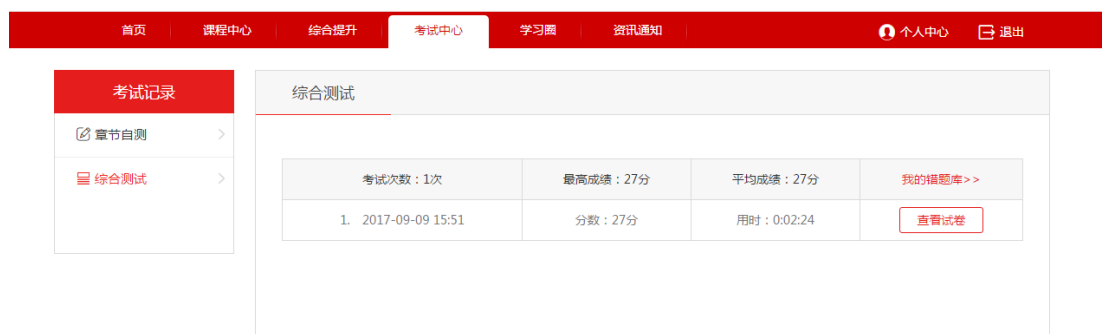 首页 课程中心 综合提升 考试中心 学习圈 资讯通知 个人中心 退出
考试记录
章节自测
综合测试
综合测试
考试次数：1次 最高成绩：27分 平均成绩：27分 我的错题库>>
1. 2017-09-09 15:51 分数：27分 用时：0:02:24 查看试卷